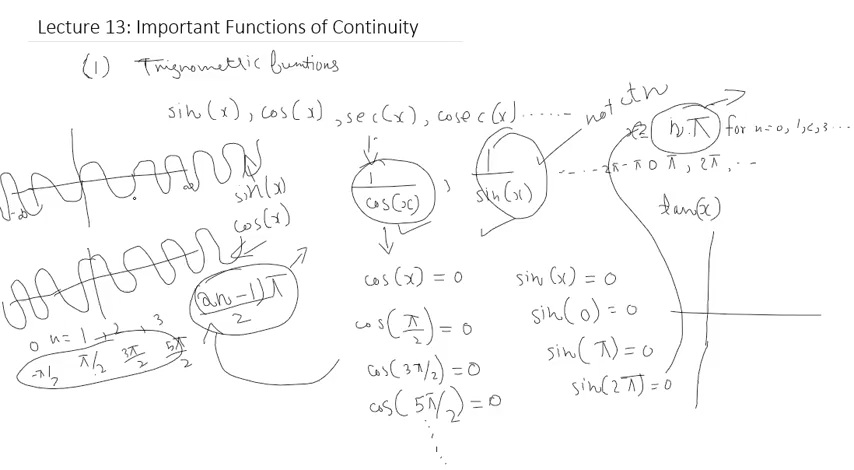 Lecture 13: Important Functions of Continuity
(1) Trignometric funtions
sin(x), cos(x), sec(x), cosec(x) ......
not ctn
n.π for n=0, 1, 2, 3 ...
..... -2π -π 0 π, 2π, ...
1/cos(x) , 1/sin(x)
tan(x)
sin(x)
cos(x)
(2n-1)π/2
0 n= 1 2 3
-π/2 π/2 3π/2 5π/2
cos(x) = 0
cos(π/2) = 0
cos(3π/2) = 0
cos(5π/2) = 0
sin(x) = 0
sin(0) = 0
sin(π) = 0
sin(2π) = 0